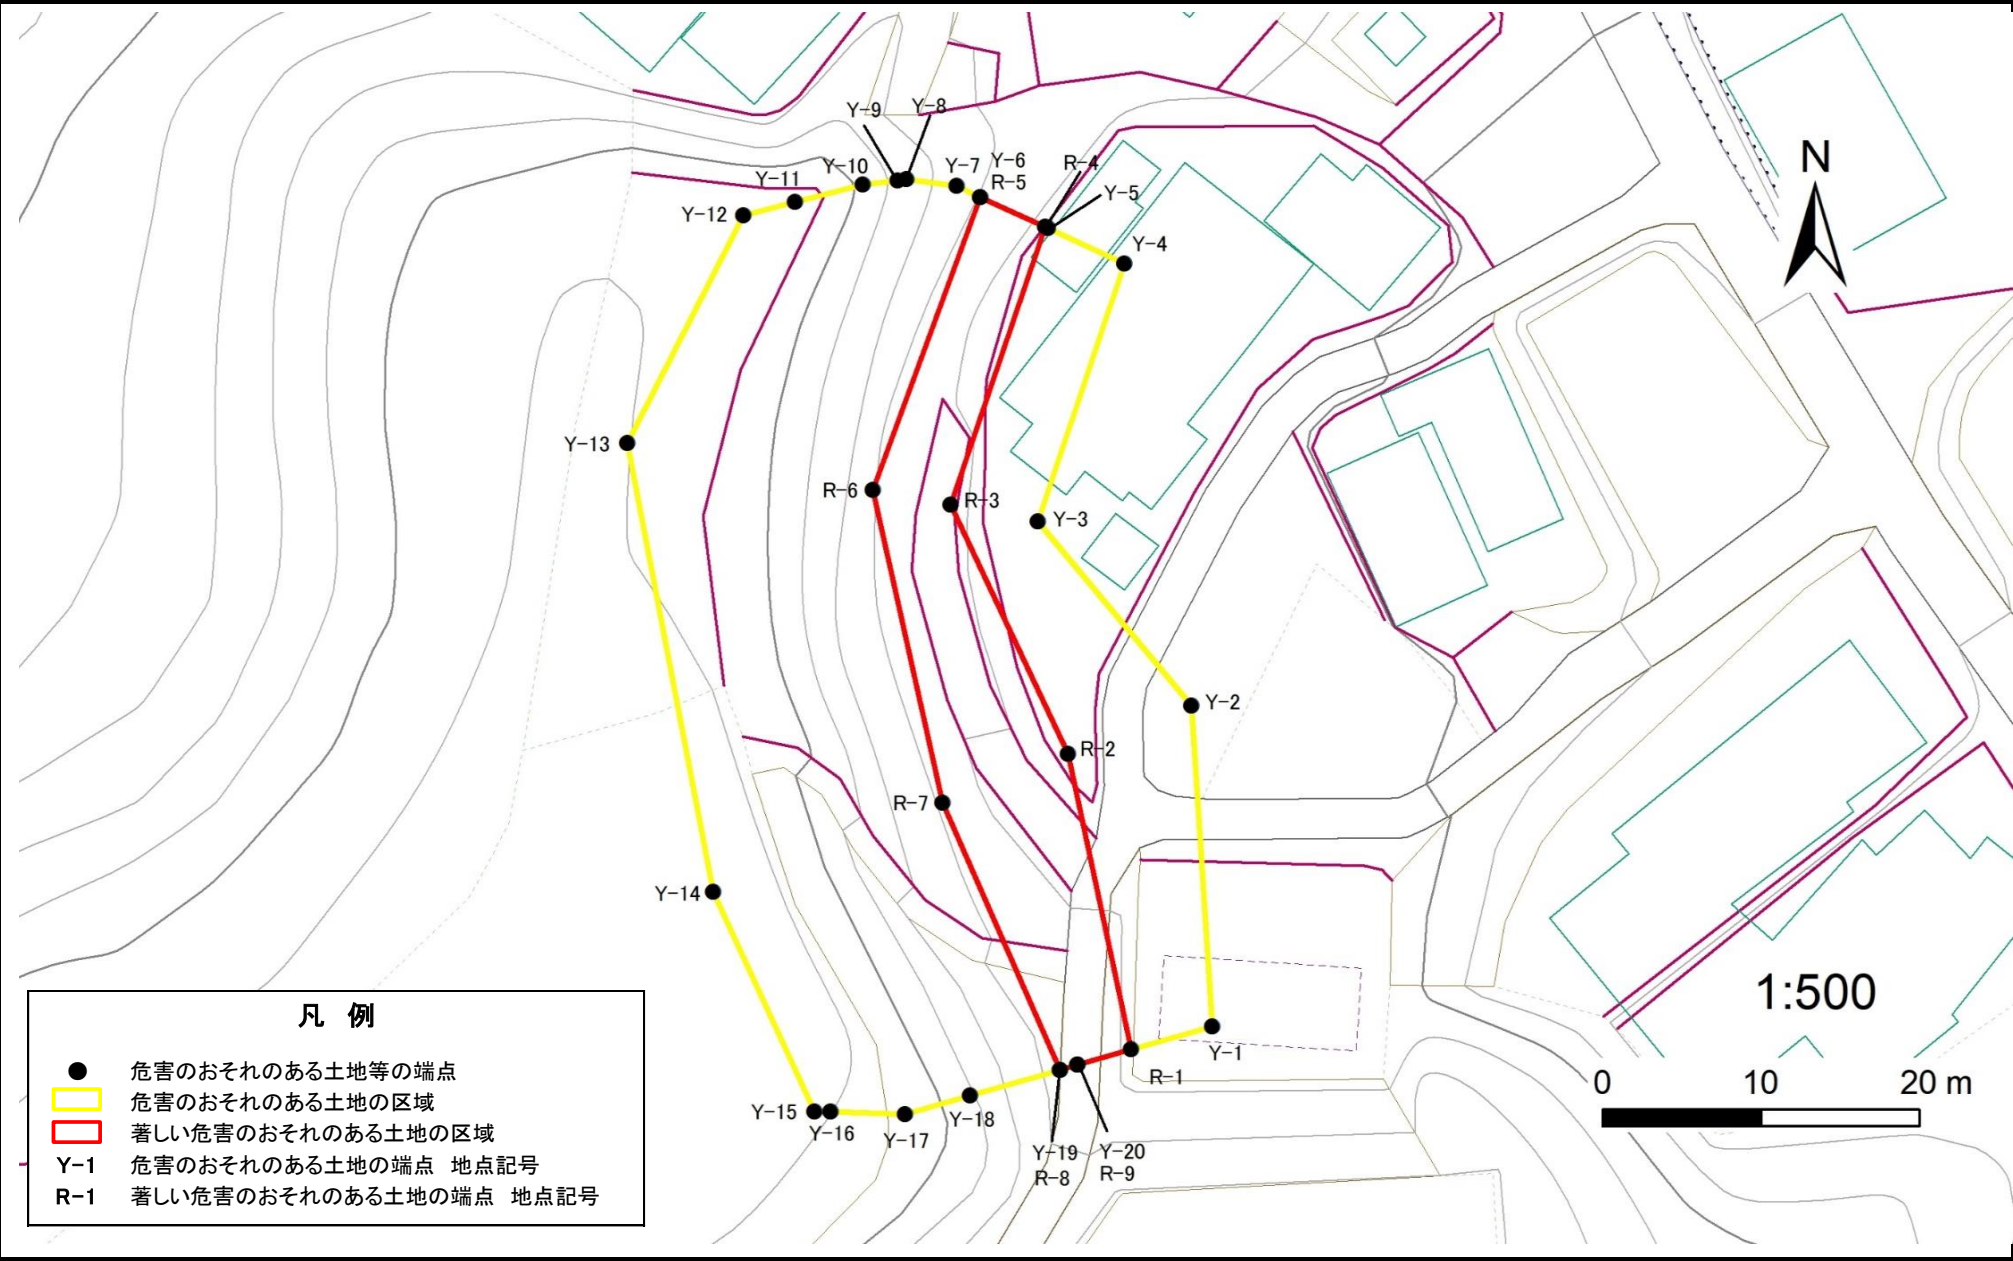 Y-9
Y-8
Y-10
Y-7
Y-6
R-5
R-4
Y-5
Y-11
Y-12
Y-4
N
Y-13
R-6
R-3
Y-3
Y-2
R-2
R-7
Y-14
1:500
0 10 20 m
Y-1
R-1
Y-15
Y-16
Y-17
Y-18
Y-19
R-8
Y-20
R-9
凡 例
危害のおそれのある土地等の端点
危害のおそれのある土地の区域
著しい危害のおそれのある土地の区域
Y-1 危害のおそれのある土地の端点 地点記号
R-1 著しい危害のおそれのある土地の端点 地点記号